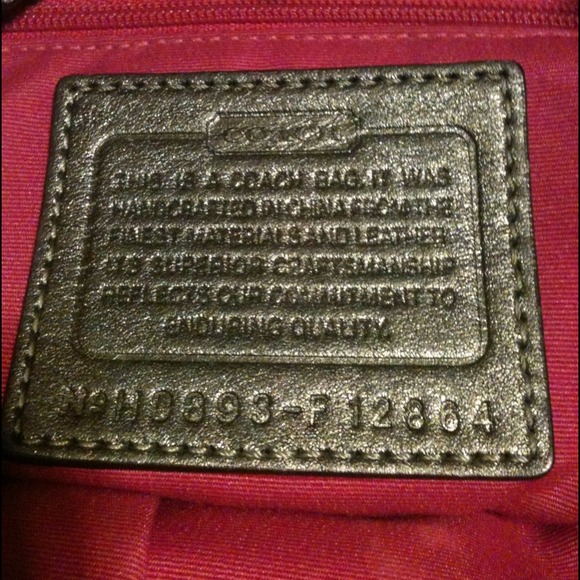 COACH
THIS IS A COACH BAG. IT WAS
HANDCRAFTED IN CHINA FROM THE
FINEST MATERIALS AND LEATHER.
ITS SUPERIOR CRAFTSMANSHIP
REFLECTS OUR COMMITMENT TO
ENDURING QUALITY.
No H0893-F12864